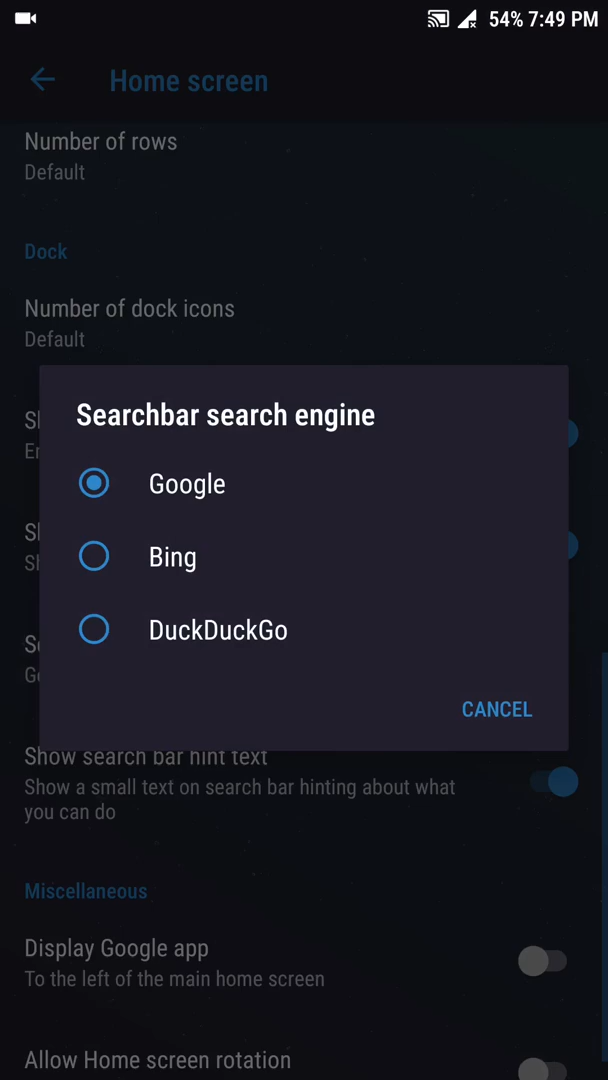 54% 7:49 PM
Home screen
Number of rows
Default
Dock
Number of dock icons
Default
Searchbar search engine
Google
Bing
DuckDuckGo
CANCEL
Show search bar hint text
Show a small text on search bar hinting about what
you can do
Miscellaneous
Display Google app
To the left of the main home screen
Allow Home screen rotation